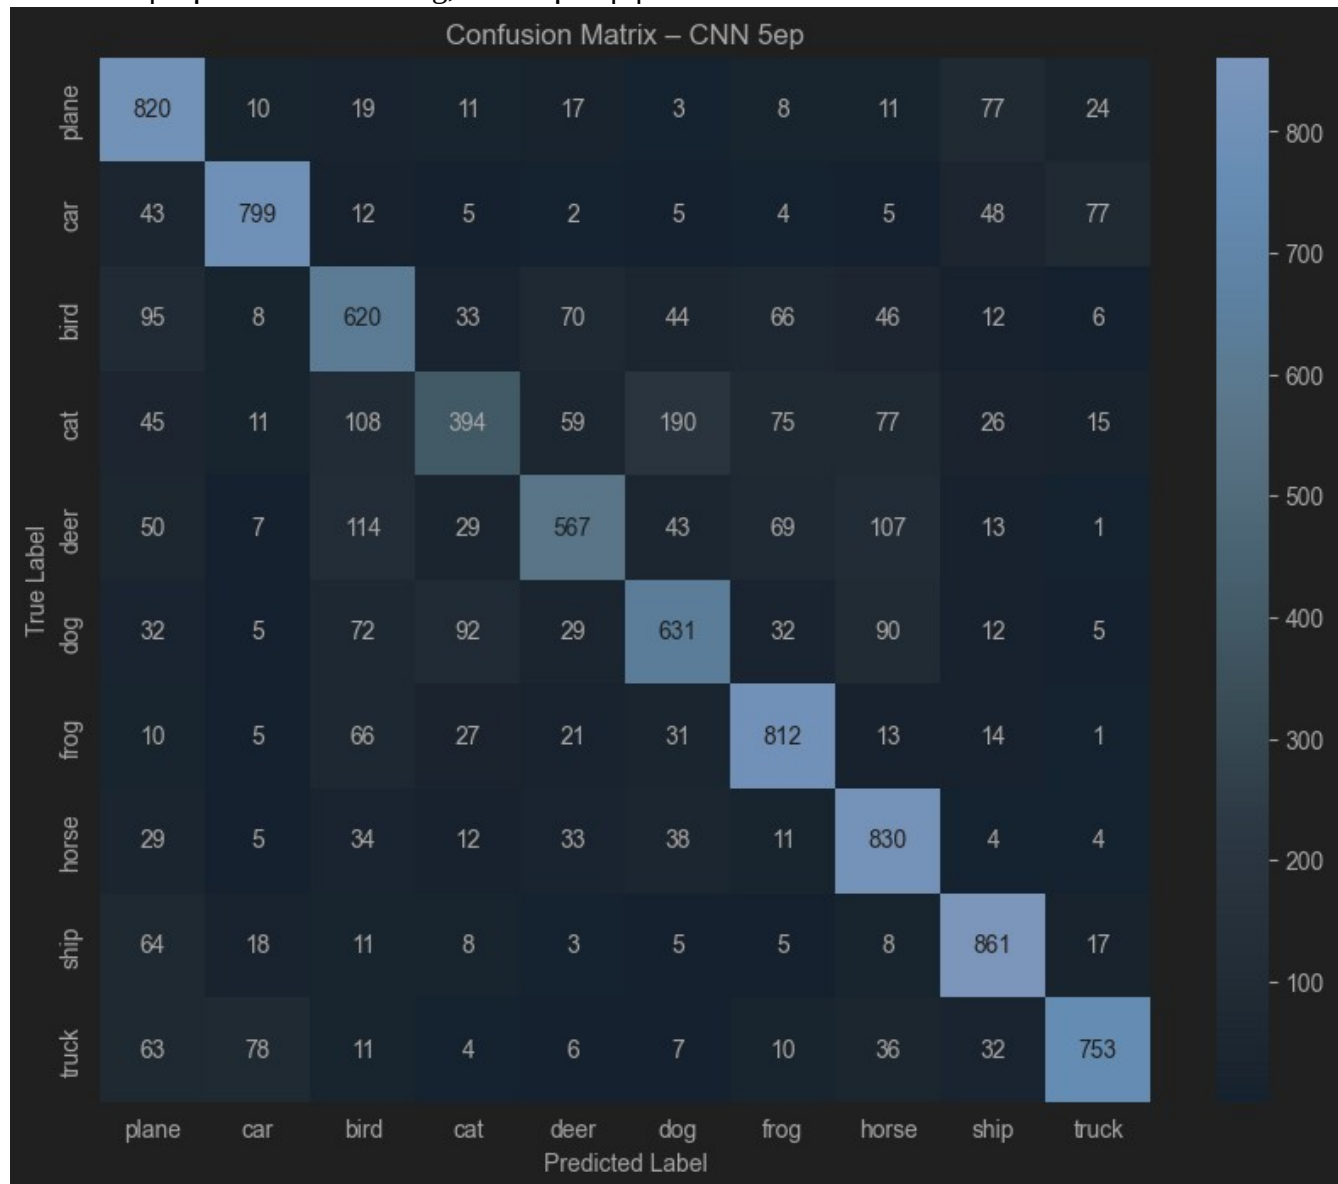 Confusion Matrix – CNN 5ep
plane 820 10 19 11 17 3 8 11 77 24
car 43 799 12 5 2 5 4 5 48 77
bird 95 8 620 33 70 44 66 46 12 6
cat 45 11 108 394 59 190 75 77 26 15
deer 50 7 114 29 567 43 69 107 13 1
dog 32 5 72 92 29 631 32 90 12 5
frog 10 5 66 27 21 31 812 13 14 1
horse 29 5 34 12 33 38 11 830 4 4
ship 64 18 11 8 3 5 5 8 861 17
truck 63 78 11 4 6 7 10 36 32 753
plane car bird cat deer dog frog horse ship truck
Predicted Label
True Label
800
700
600
500
400
300
200
100